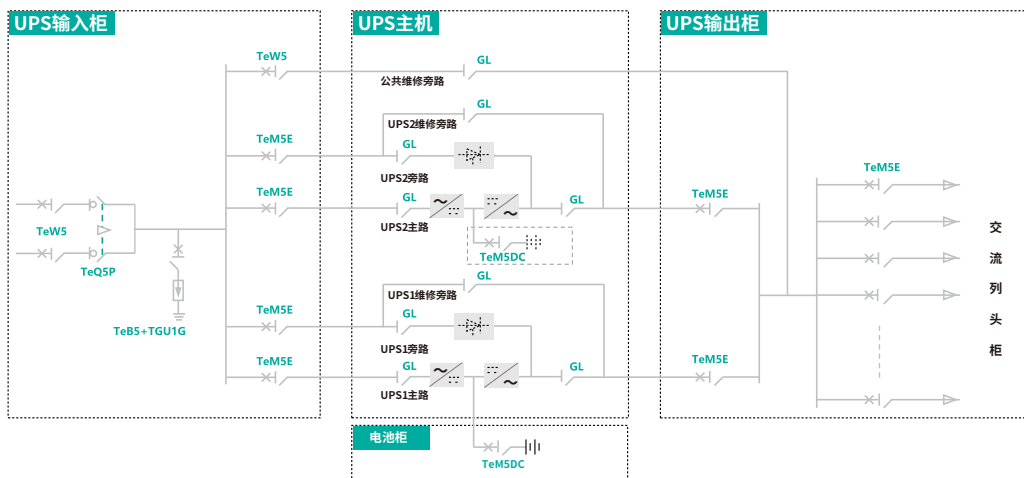 UPS输入柜
UPS主机
UPS输出柜
TeW5
GL
公共维修旁路
GL
UPS2维修旁路
TeM5E
GL
UPS2旁路
TeM5E
GL
GL
TeM5E
TeM5E
UPS2主路
TeW5
TeQ5P
TeM5DC
GL
UPS1维修旁路
TeM5E
GL
TeB5+TGU1G
UPS1旁路
TeM5E
GL
GL
TeM5E
UPS1主路
交
流
列
头
柜
电池柜
TeM5DC